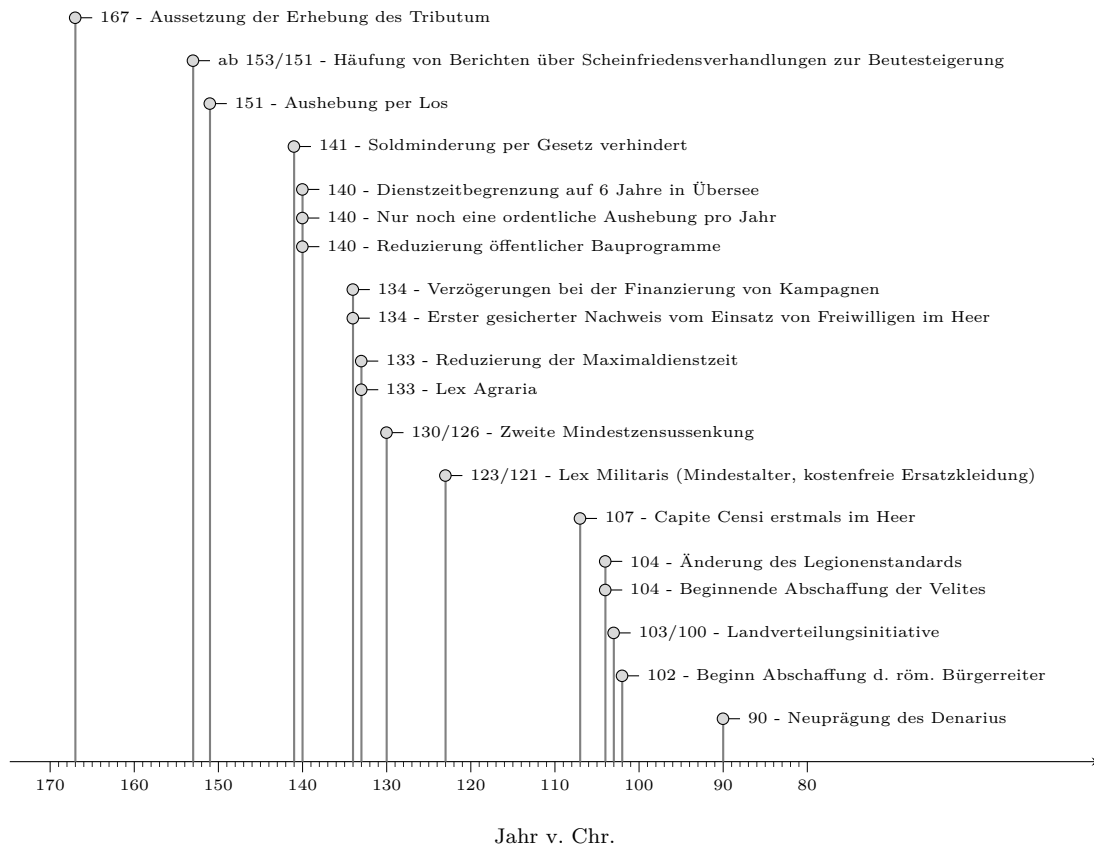 167 - Aussetzung der Erhebung des Tributum
ab 153/151 - Häufung von Berichten über Scheinfriedensverhandlungen zur Beutesteigerung
151 - Aushebung per Los
141 - Soldminderung per Gesetz verhindert
140 - Dienstzeitbegrenzung auf 6 Jahre in Übersee
140 - Nur noch eine ordentliche Aushebung pro Jahr
140 - Reduzierung öffentlicher Bauprogramme
134 - Verzögerungen bei der Finanzierung von Kampagnen
134 - Erster gesicherter Nachweis vom Einsatz von Freiwilligen im Heer
133 - Reduzierung der Maximaldienstzeit
133 - Lex Agraria
130/126 - Zweite Mindestzensussenkung
123/121 - Lex Militaris (Mindestalter, kostenfreie Ersatzkleidung)
107 - Capite Censi erstmals im Heer
104 - Änderung des Legionenstandards
104 - Beginnende Abschaffung der Velites
103/100 - Landverteilungsinitiative
102 - Beginn Abschaffung d. röm. Bürgerreiter
90 - Neuprägung des Denarius
170 160 150 140 130 120 110 100 90 80
Jahr v. Chr.